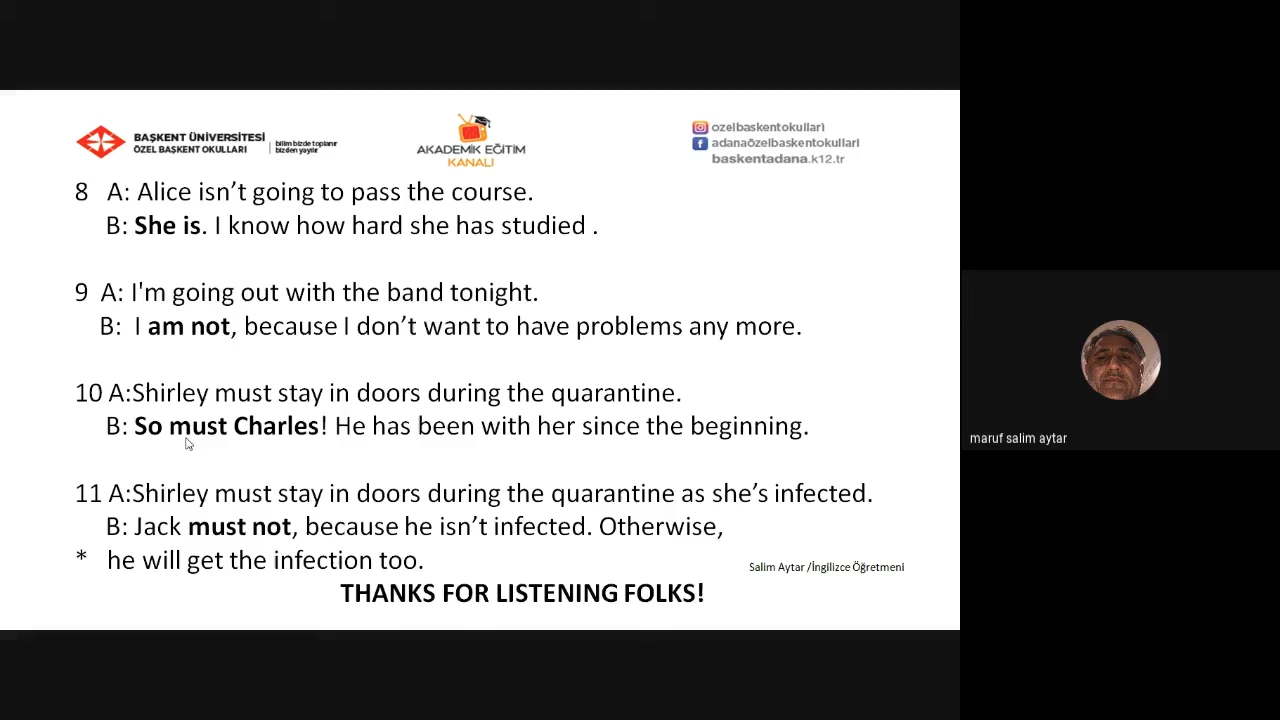 BAŞKENT ÜNİVERSİTESİ
ÖZEL BAŞKENT OKULLARI
bilim bizde toplanır
bizden yayılır
AKADEMİK EĞİTİM
KANALI
ozelbaskentokullari
adanaözelbaskentokullari
baskentadana.k12.tr
8 A: Alice isn't going to pass the course.
B: She is. I know how hard she has studied .
9 A: I'm going out with the band tonight.
B: I am not, because I don't want to have problems any more.
10 A:Shirley must stay in doors during the quarantine.
B: So must Charles! He has been with her since the beginning.
11 A:Shirley must stay in doors during the quarantine as she's infected.
B: Jack must not, because he isn't infected. Otherwise,
* he will get the infection too.
Salim Aytar /İngilizce Öğretmeni
THANKS FOR LISTENING FOLKS!
maruf salim aytar